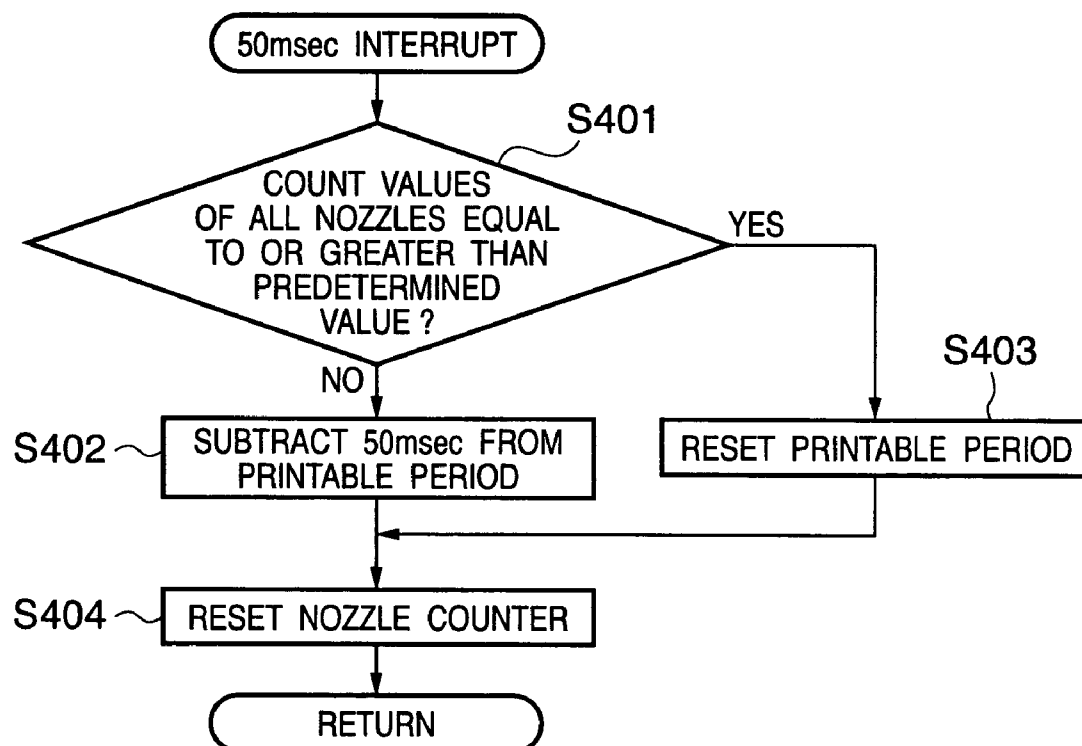 50msec INTERRUPT
S401
COUNT VALUES
OF ALL NOZZLES EQUAL
TO OR GREATER THAN
PREDETERMINED
VALUE ?
YES
NO
S403
S402
SUBTRACT 50msec FROM
PRINTABLE PERIOD
RESET PRINTABLE PERIOD
S404
RESET NOZZLE COUNTER
RETURN